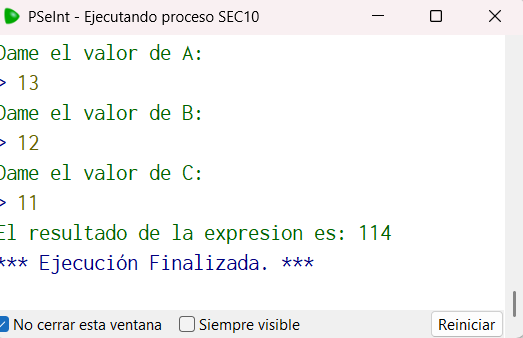 PSeInt - Ejecutando proceso SEC10
Dame el valor de A:
> 13
Dame el valor de B:
> 12
Dame el valor de C:
> 11
El resultado de la expresion es: 114
*** Ejecución Finalizada. ***
No cerrar esta ventana Siempre visible Reiniciar